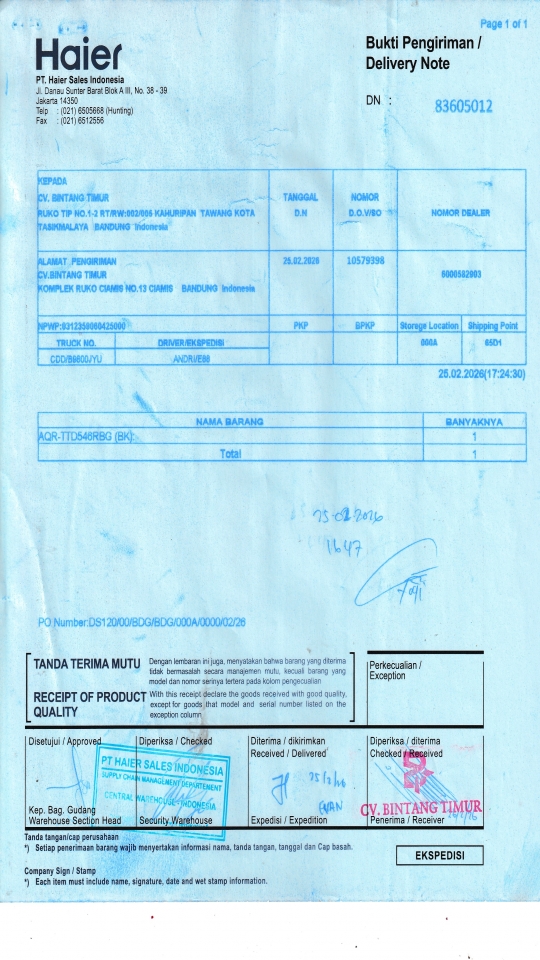 Page 1 of 1
Haier
Bukti Pengiriman /
Delivery Note
PT. Haier Sales Indonesia
Jl. Danau Sunter Barat Blok A III, No. 38 - 39
Jakarta 14350
Telp : (021) 6505668 (Hunting)
Fax : (021) 6512556
DN : 83605012
KEPADA
CV. BINTANG TIMUR
RUKO TIP NO.1-2 RT/RW:002/005 KAHURIPAN TAWANG KOTA
TASIKMALAYA BANDUNG Indonesia
TANGGAL
D.N
NOMOR
D.O.V/SO
NOMOR DEALER
ALAMAT PENGIRIMAN
CV.BINTANG TIMUR
KOMPLEK RUKO CIAMIS NO.13 CIAMIS BANDUNG Indonesia
25.02.2026
10579398
NPWP:
PKP
BPKP
Storege Location
Shipping Point
TRUCK NO.
DRIVER/EKSPEDISI
000A
65D1
25.02.2026(17:24:30)
NAMA BARANG
BANYAKNYA
AQR-TTD546RBG (BK);
1
Total
1
1647
PO Number:DS120/00/BDG/BDG/000A/0000/02/26
TANDA TERIMA MUTU
Dengan lembaran ini juga, menyatakan bahwa barang yang diterima
tidak bermasalah secara manajemen mutu, kecuali barang yang
model dan nomor serinya tertera pada kolom pengecualian
RECEIPT OF PRODUCT
QUALITY
With this receipt declare the goods received with good quality,
except for goods that model and serial number listed on the
exception column
Perkecualian /
Exception
Disetujui / Approved
Diperiksa / Checked
Diterima / dikirimkan
Received / Delivered
Diperiksa / diterima
Checked / Received
PT HAIER SALES INDONESIA
SUPPLY CHAIN MANAGEMENT DEPARTEMENT
CENTRAL WAREHOUSE - INDONESIA
25/2/26
EVAN
CV. BINTANG TIMUR
Kep. Bag. Gudang
Warehouse Section Head
Security Warehouse
Expedisi / Expedition
Penerima / Receiver
Tanda tangan/cap perusahaan
*) Setiap penerimaan barang wajib menyertakan informasi nama, tanda tangan, tanggal dan Cap basah.
EKSPEDISI
Company Sign / Stamp
*) Each item must include name, signature, date and wet stamp information.